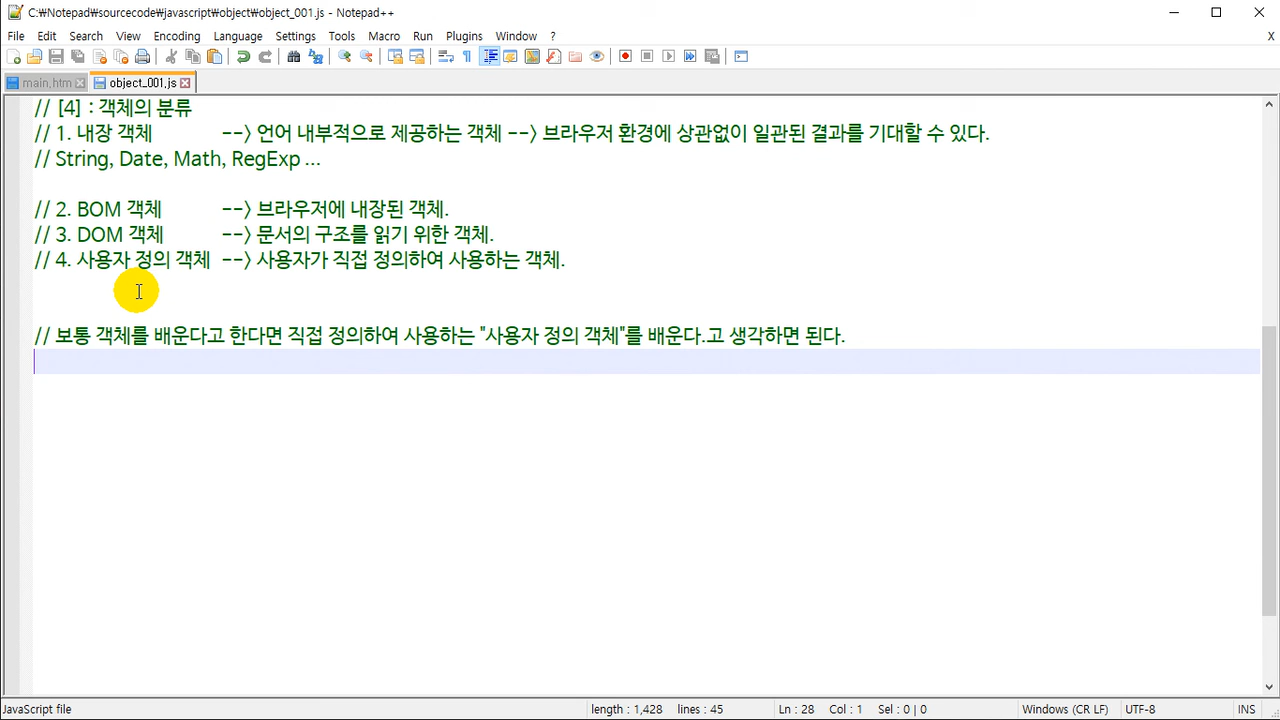 C:₩Notepad₩sourcecode₩javascript₩object₩object_001.js - Notepad++
File Edit Search View Encoding Language Settings Tools Macro Run Plugins Window ? X
main.htm object_001.js
// [4] : 객체의 분류
// 1. 내장 객체 --> 언어 내부적으로 제공하는 객체 --> 브라우저 환경에 상관없이 일관된 결과를 기대할 수 있다.
// String, Date, Math, RegExp ...
// 2. BOM 객체 --> 브라우저에 내장된 객체.
// 3. DOM 객체 --> 문서의 구조를 읽기 위한 객체.
// 4. 사용자 정의 객체 --> 사용자가 직접 정의하여 사용하는 객체.
// 보통 객체를 배운다고 한다면 직접 정의하여 사용하는 "사용자 정의 객체"를 배운다.고 생각하면 된다.
JavaScript file length : 1,428 lines : 45 Ln : 28 Col : 1 Sel : 0 | 0 Windows (CR LF) UTF-8 INS